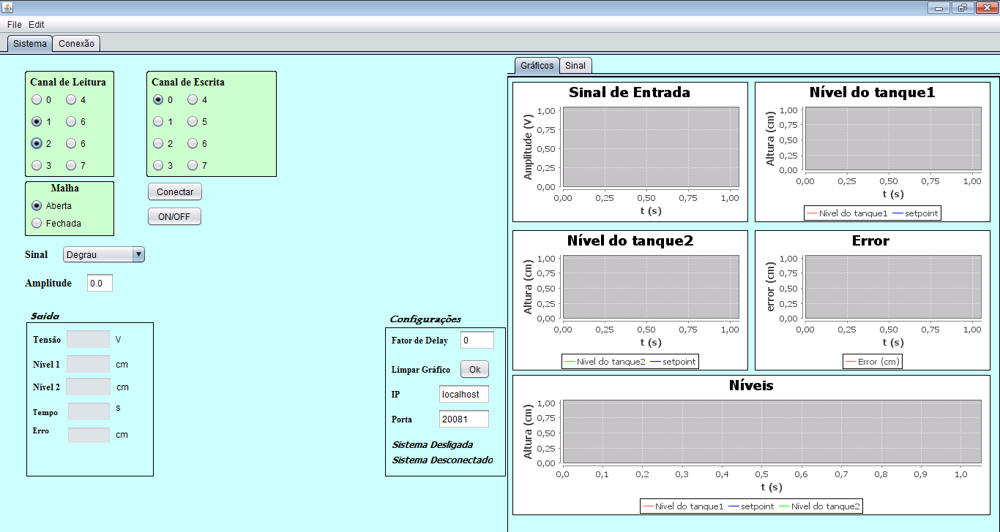 File Edit
Sistema Conexão
Canal de Leitura
0 4
1 6
2 6
3 7
Canal de Escrita
0 4
1 5
2 6
3 7
Malha
Aberta
Fechada
Conectar
ON/OFF
Sinal Degrau
Amplitude 0.0
Saida
Tensão V
Nível 1 cm
Nível 2 cm
Tempo s
Erro cm
Configurações
Fator de Delay 0
Limpar Gráfico Ok
IP localhost
Porta 20081
Sistema Desligada
Sistema Desconectado
Gráficos Sinal
Sinal de Entrada
Amplitude (V)
1,00
0,75
0,50
0,25
0,00
0,00 0,25 0,50 0,75 1,00
t (s)
Nível do tanque1
Altura (cm)
1,00
0,75
0,50
0,25
0,00
0,00 0,25 0,50 0,75 1,00
t (s)
Nível do tanque1 setpoint
Nível do tanque2
Altura (cm)
1,00
0,75
0,50
0,25
0,00
0,00 0,25 0,50 0,75 1,00
t (s)
Nível do tanque2 setpoint
Error
error (cm)
1,00
0,75
0,50
0,25
0,00
0,00 0,25 0,50 0,75 1,00
t (s)
Error (cm)
Níveis
Altura (cm)
1,00
0,75
0,50
0,25
0,00
0,0 0,1 0,2 0,3 0,4 0,5 0,6 0,7 0,8 0,9 1,0
t (s)
Nível do tanque1 setpoint Nível do tanque2